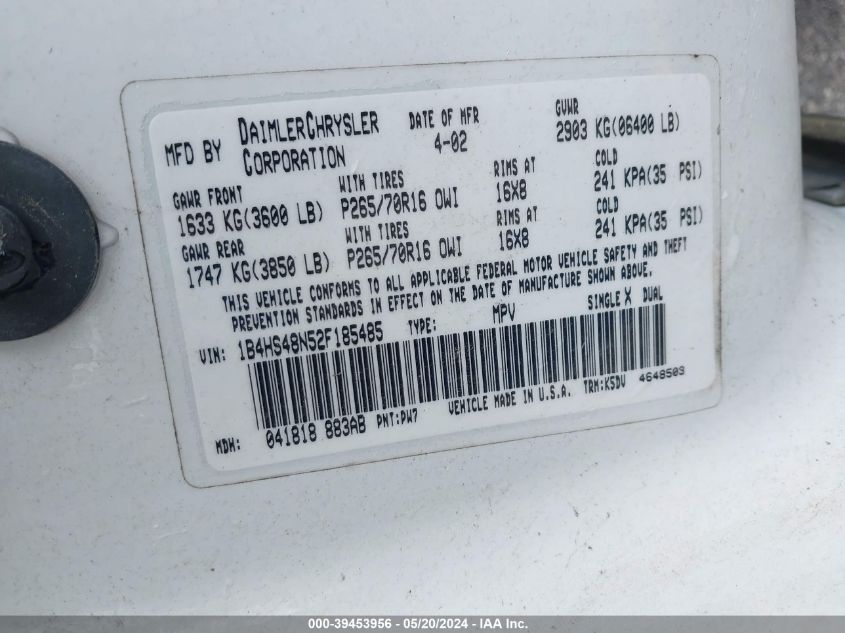 MFD BY DAIMLERCHRYSLER CORPORATION
DATE OF MFR 4-02
GVWR 2903 KG(06400 LB)
GAWR FRONT WITH TIRES RIMS AT COLD
1633 KG(3600 LB) P265/70R16 OWI 16X8 241 KPA(35 PSI)
GAWR REAR WITH TIRES RIMS AT COLD
1747 KG(3850 LB) P265/70R16 OWI 16X8 241 KPA(35 PSI)
THIS VEHICLE CONFORMS TO ALL APPLICABLE FEDERAL MOTOR VEHICLE SAFETY AND THEFT
PREVENTION STANDARDS IN EFFECT ON THE DATE OF MANUFACTURE SHOWN ABOVE.
VIN: 1B4HS48N52F185485 TYPE: MPV SINGLE X DUAL
MDH: 041818 883AB PNT:PW7 VEHICLE MADE IN U.S.A. TRM:K5DV 4648509
000-39453956 - 05/20/2024 - IAA Inc.